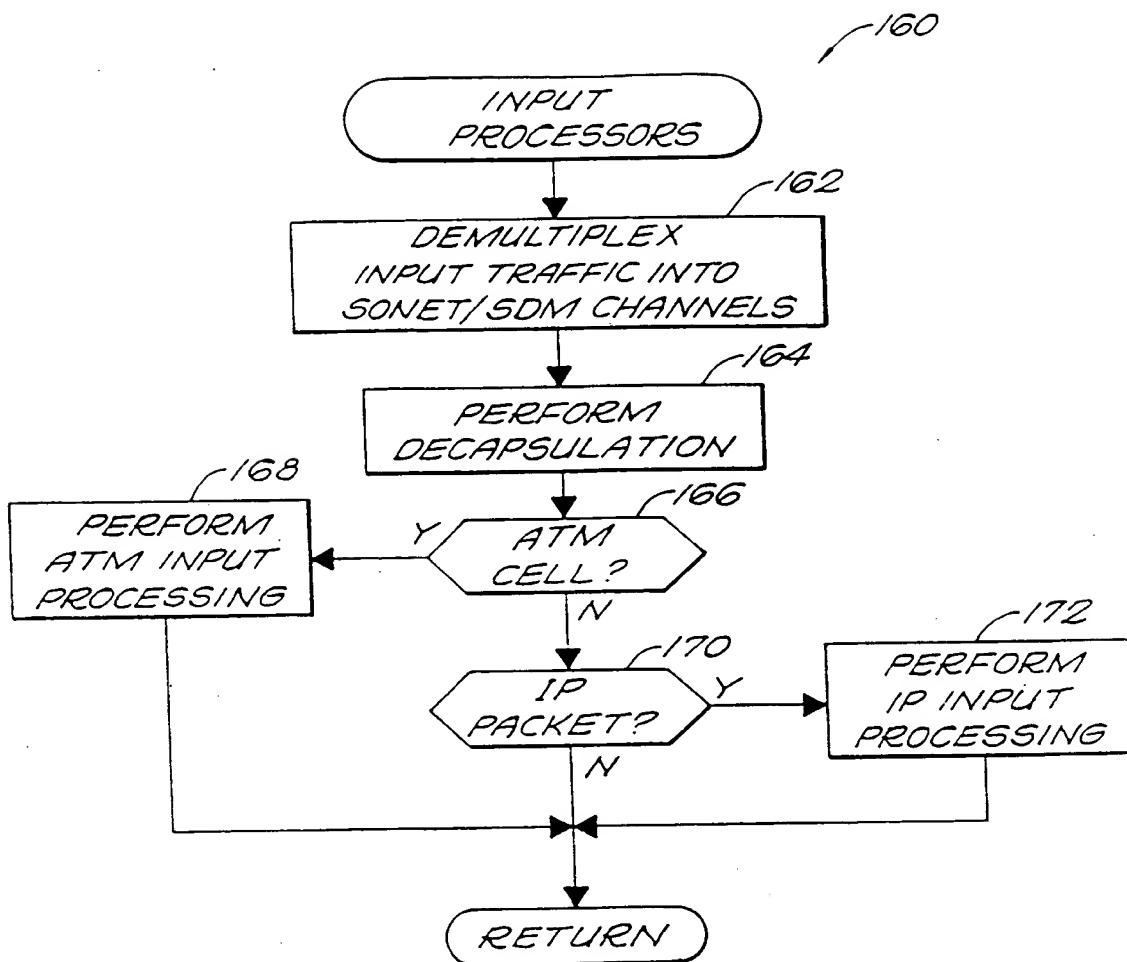 160
INPUT
PROCESSORS
162
DEMULTIPLEX
INPUT TRAFFIC INTO
SONET/SDM CHANNELS
164
PERFORM
DECAPSULATION
166
ATM
CELL?
Y
N
168
PERFORM
ATM INPUT
PROCESSING
170
IP
PACKET?
Y
N
172
PERFORM
IP INPUT
PROCESSING
RETURN